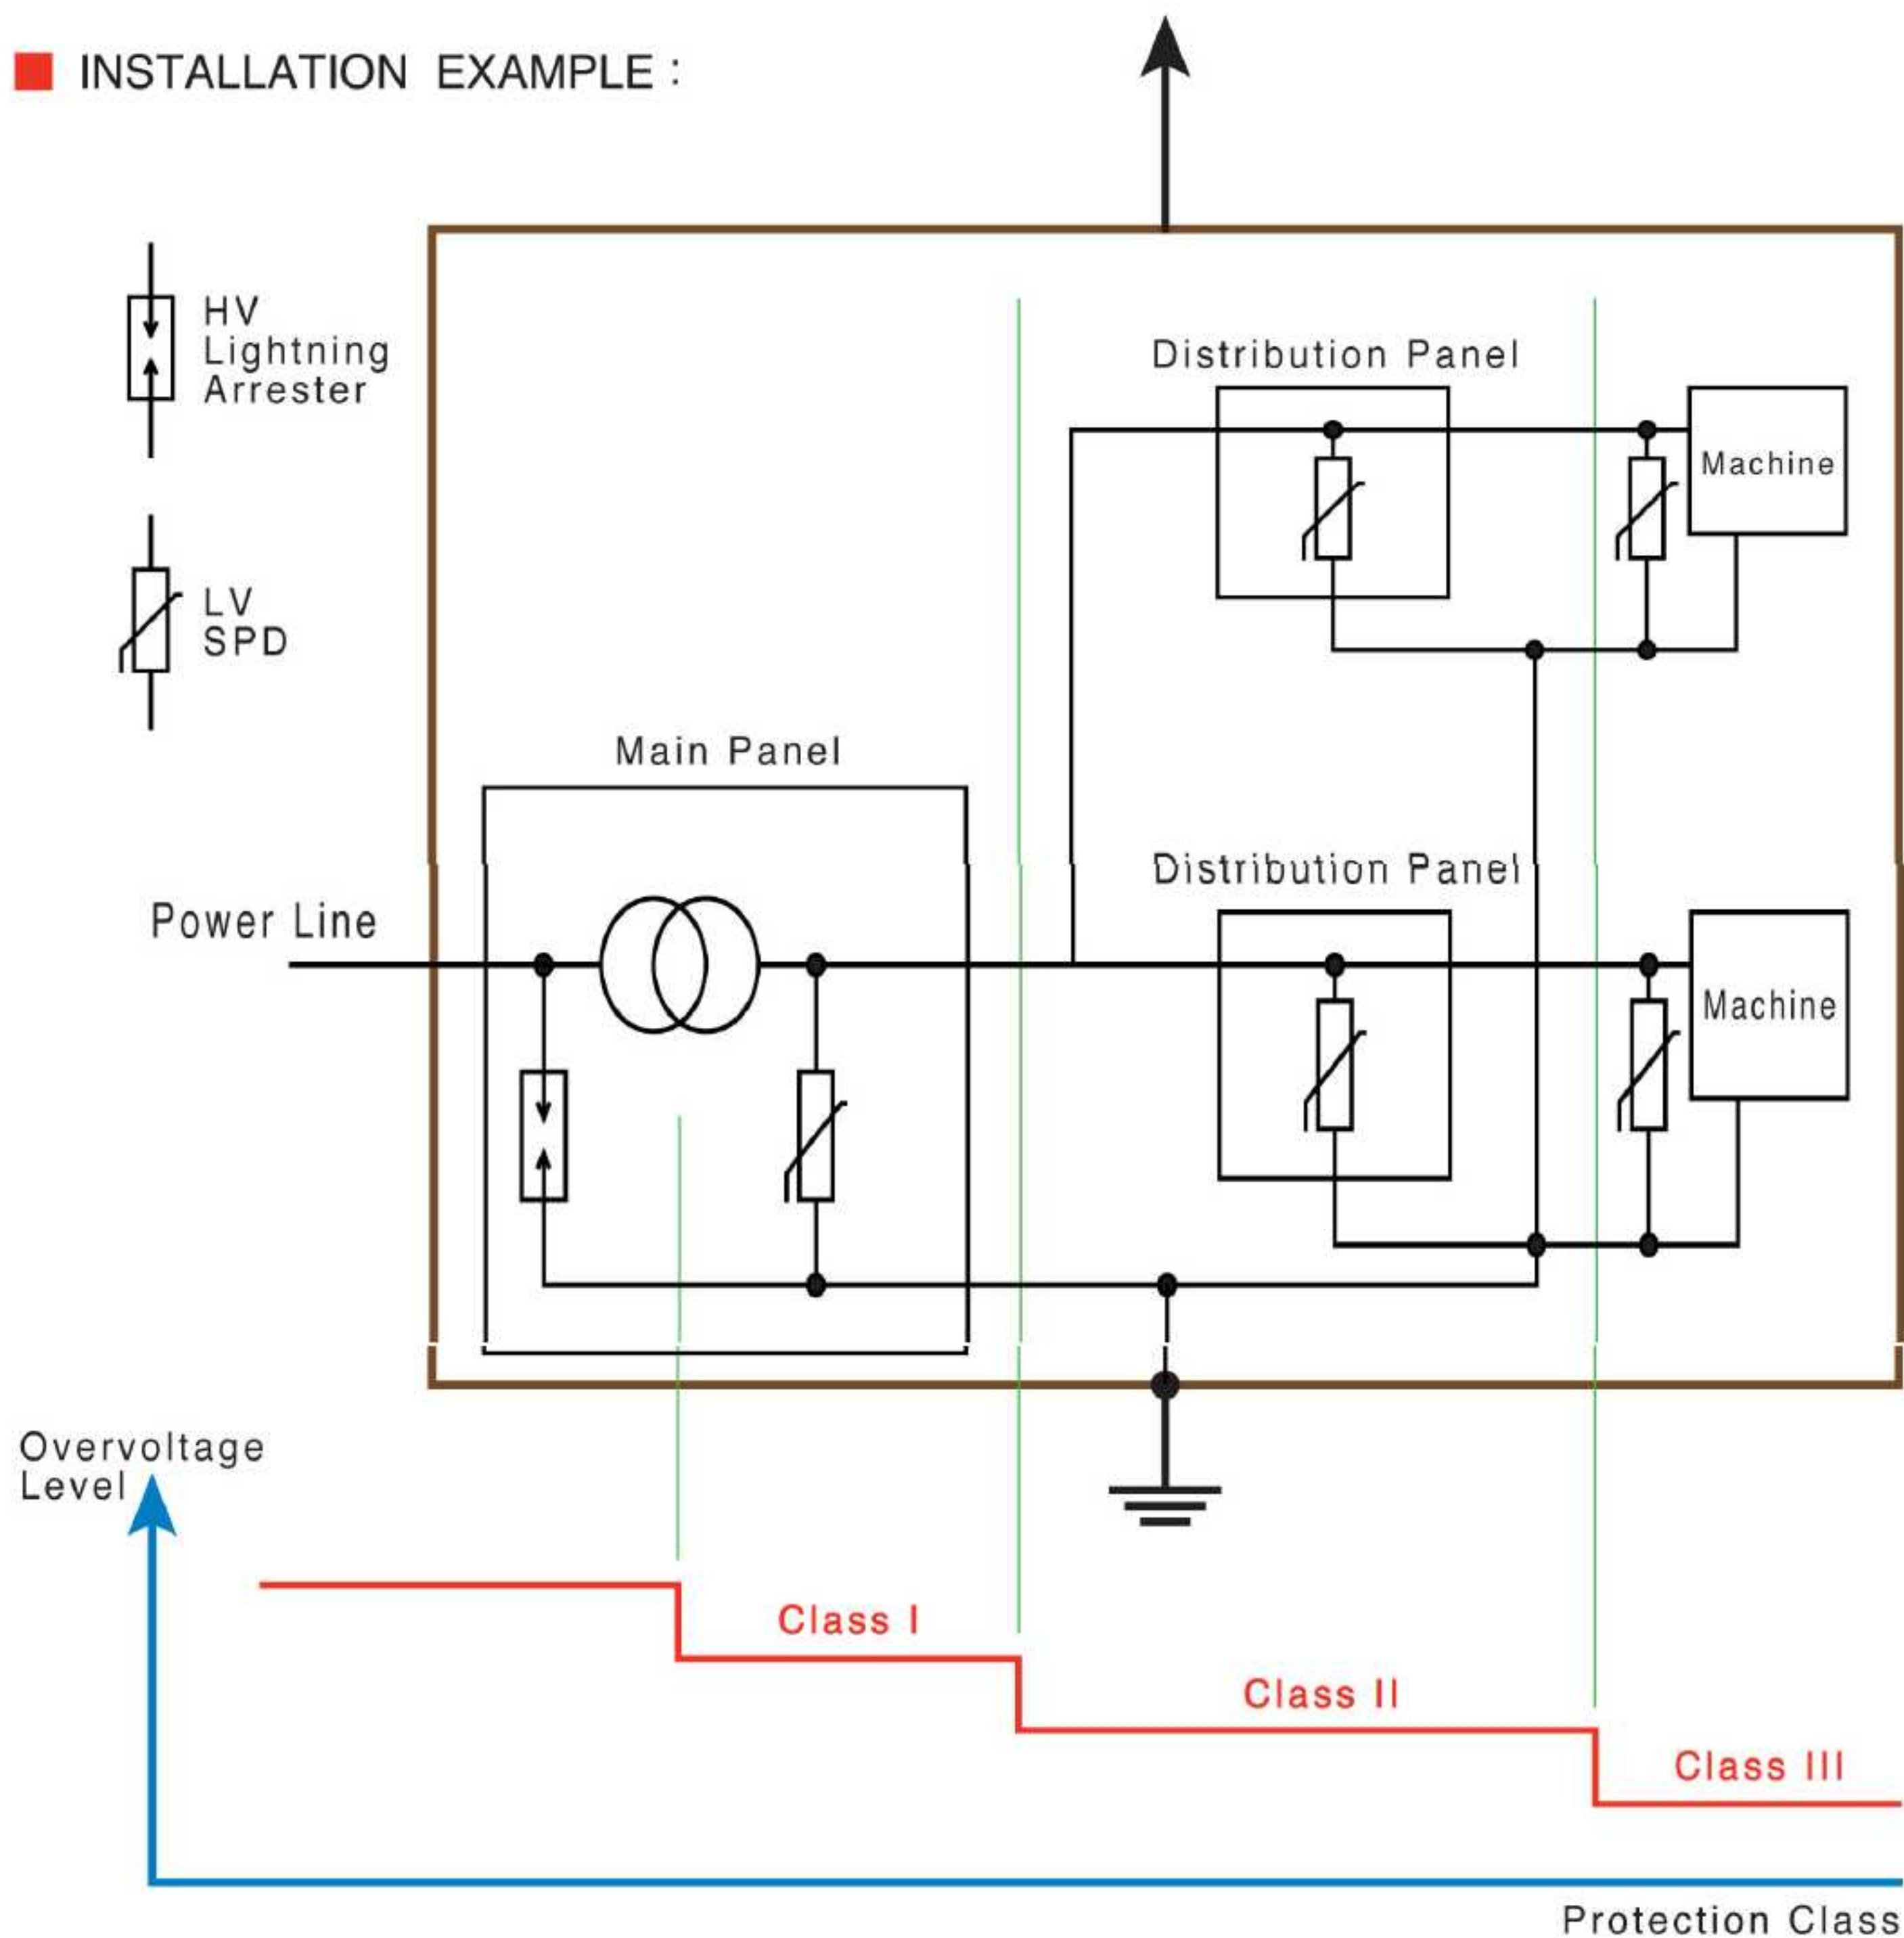 INSTALLATION EXAMPLE :
HV
Lightning
Arrester
Distribution Panel
Machine
LV
SPD
Main Panel
Distribution Panel
Power Line
Machine
Overvoltage
Level
Class I
Class II
Class III
Protection Class